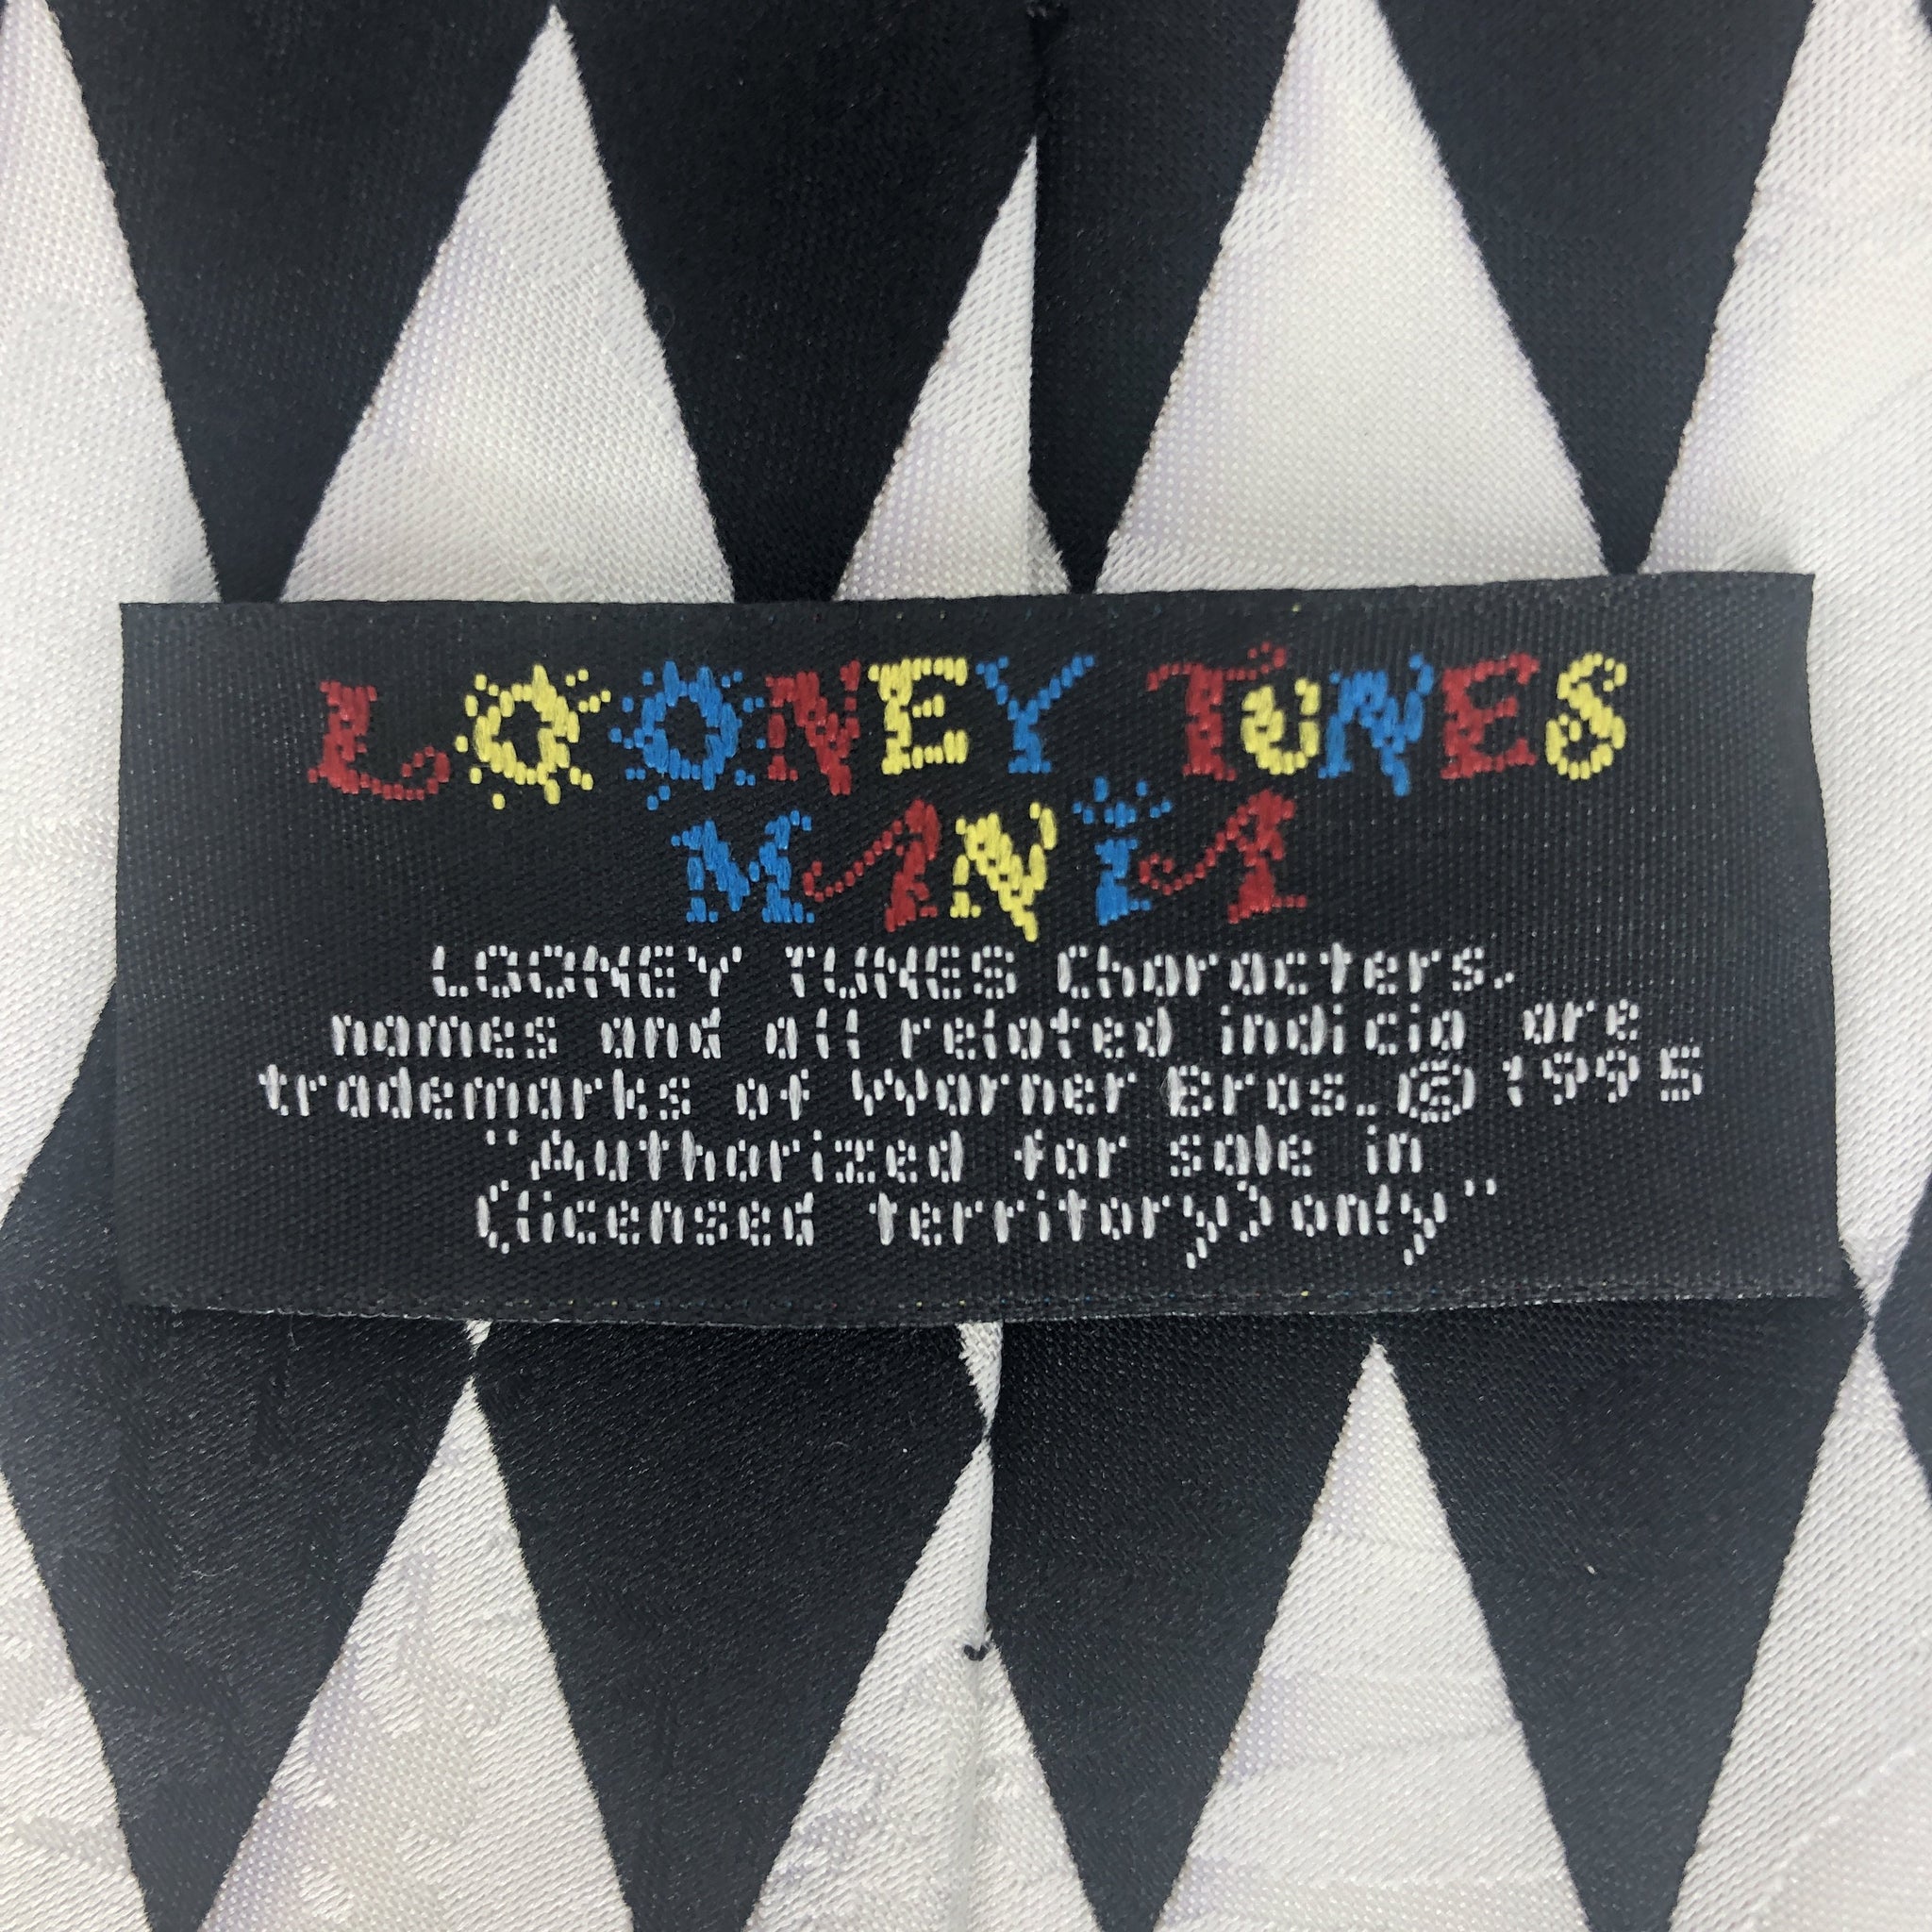 LOONEY TUNES
MANIA
LOONEY TUNES Characters,
names and all related indicia are
trademarks of Warner Bros.©1995
"Authorized for sale in
(licensed territory)only"